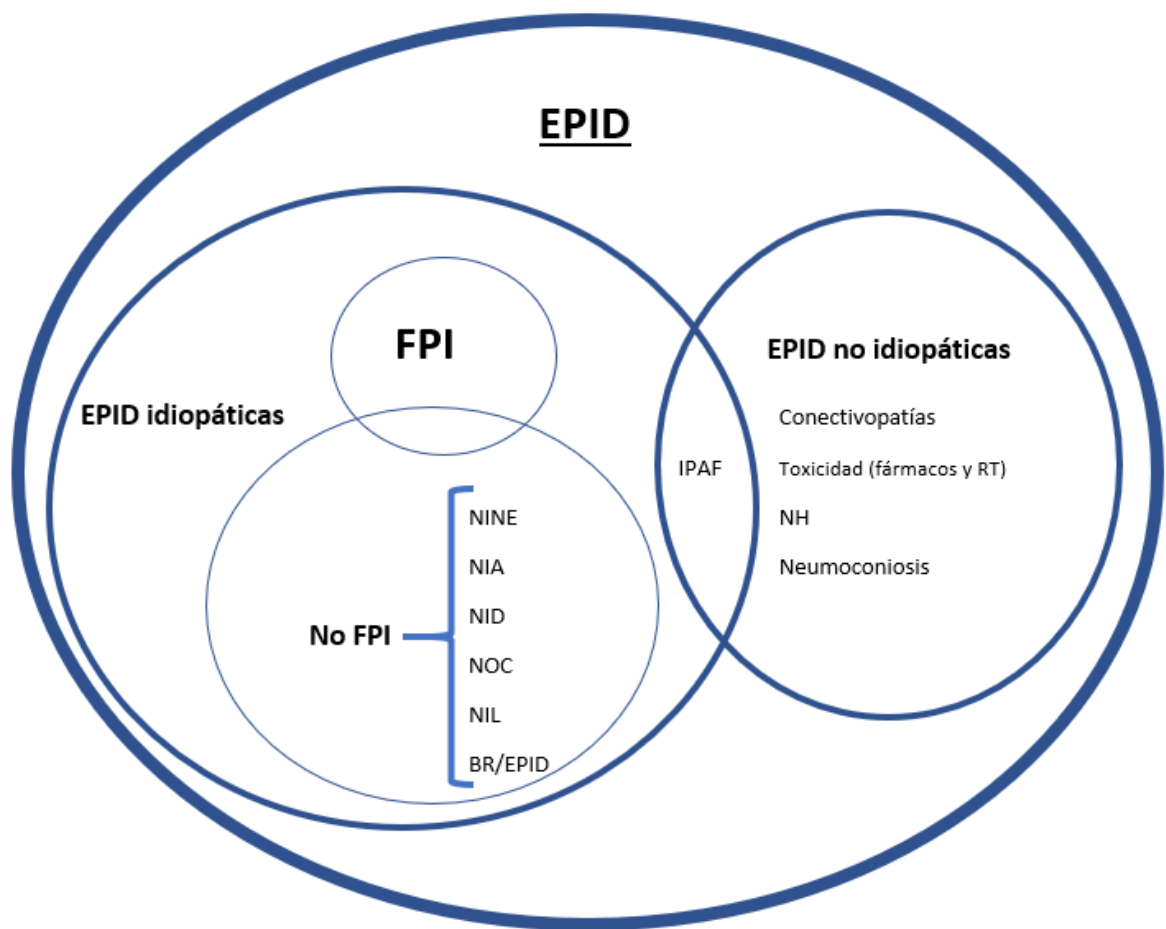 EPID
FPI
EPID idiopáticas
No FPI
NINE
NIA
NID
NOC
NIL
BR/EPID
IPAF
EPID no idiopáticas
Conectivopatías
Toxicidad (fármacos y RT)
NH
Neumoconiosis